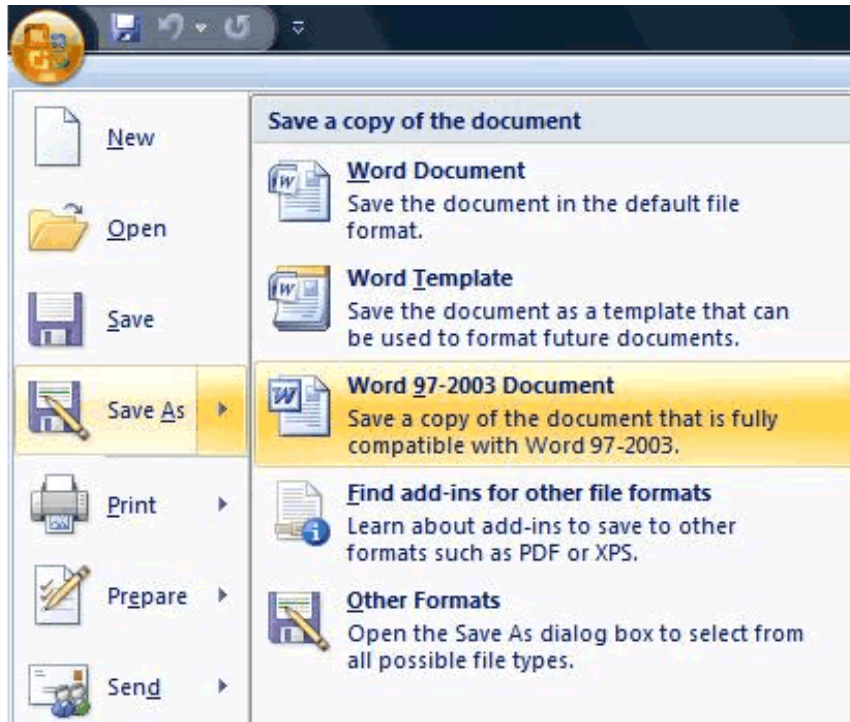 New
Open
Save
Save As
Print
Prepare
Send
Save a copy of the document
Word Document
Save the document in the default file
format.
Word Template
Save the document as a template that can
be used to format future documents.
Word 97-2003 Document
Save a copy of the document that is fully
compatible with Word 97-2003.
Find add-ins for other file formats
Learn about add-ins to save to other
formats such as PDF or XPS.
Other Formats
Open the Save As dialog box to select from
all possible file types.